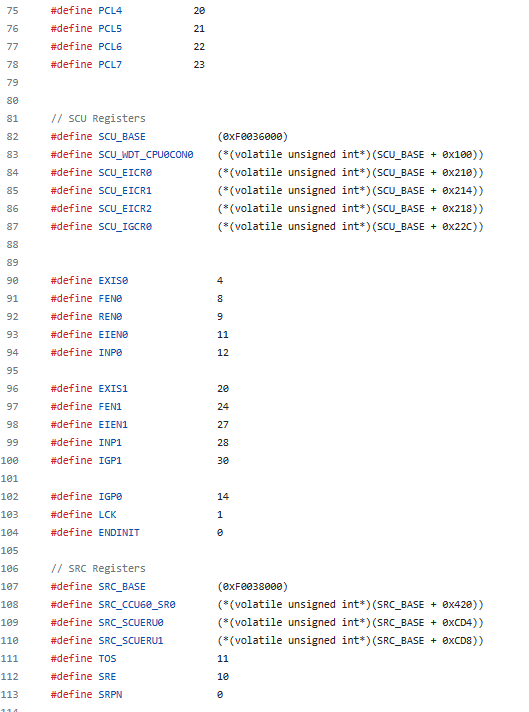 75 #define PCL4 20
76 #define PCL5 21
77 #define PCL6 22
78 #define PCL7 23
79
80
81 // SCU Registers
82 #define SCU_BASE (0xF0036000)
83 #define SCU_WDT_CPU0CON0 (*(volatile unsigned int*)(SCU_BASE + 0x100))
84 #define SCU_EICR0 (*(volatile unsigned int*)(SCU_BASE + 0x210))
85 #define SCU_EICR1 (*(volatile unsigned int*)(SCU_BASE + 0x214))
86 #define SCU_EICR2 (*(volatile unsigned int*)(SCU_BASE + 0x218))
87 #define SCU_IGCR0 (*(volatile unsigned int*)(SCU_BASE + 0x22C))
88
89
90 #define EXIS0 4
91 #define FEN0 8
92 #define REN0 9
93 #define EIEN0 11
94 #define INP0 12
95
96 #define EXIS1 20
97 #define FEN1 24
98 #define EIEN1 27
99 #define INP1 28
100 #define IGP1 30
101
102 #define IGP0 14
103 #define LCK 1
104 #define ENDINIT 0
105
106 // SRC Registers
107 #define SRC_BASE (0xF0038000)
108 #define SRC_CCU60_SR0 (*(volatile unsigned int*)(SRC_BASE + 0x420))
109 #define SRC_SCUERU0 (*(volatile unsigned int*)(SRC_BASE + 0xCD4))
110 #define SRC_SCUERU1 (*(volatile unsigned int*)(SRC_BASE + 0xCD8))
111 #define TOS 11
112 #define SRE 10
113 #define SRPN 0